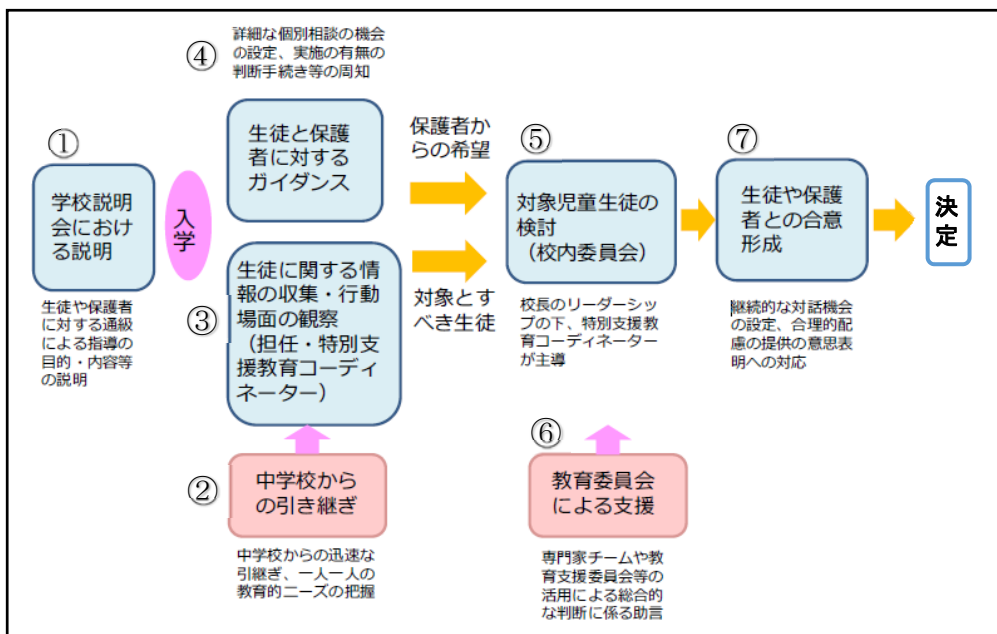 ①
学校説明
会における
る説明
生徒や保護者
に対する通級
による指導の
目的・内容等
の説明
入学
④
詳細な個別相談の機会
の設定、実施の有無の
判断手続き等の周知
生徒と保護
者に対する
ガイダンス
③
生徒に関する情
報の収集・行動
場面の観察
（担任・特別支
援教育コーディ
ネーター）
②
中学校から
の引き継ぎ
中学校からの迅速な
引継ぎ、一人一人の
教育的ニーズの把握
保護者か
らの希望
対象とす
べき生徒
⑤
対象児童生徒の
検討
（校内委員会）
校長のリーダーシッ
プの下、特別支援教
育コーディネーター
が主導
⑥
教育委員会
による支援
専門家チームや教
育支援委員会等の
活用による総合的
な判断に係る助言
⑦
生徒や保護
者との合意
形成
継続的な対話機会
の設定、合理的配
慮の提供の意思表
明への対応
決定